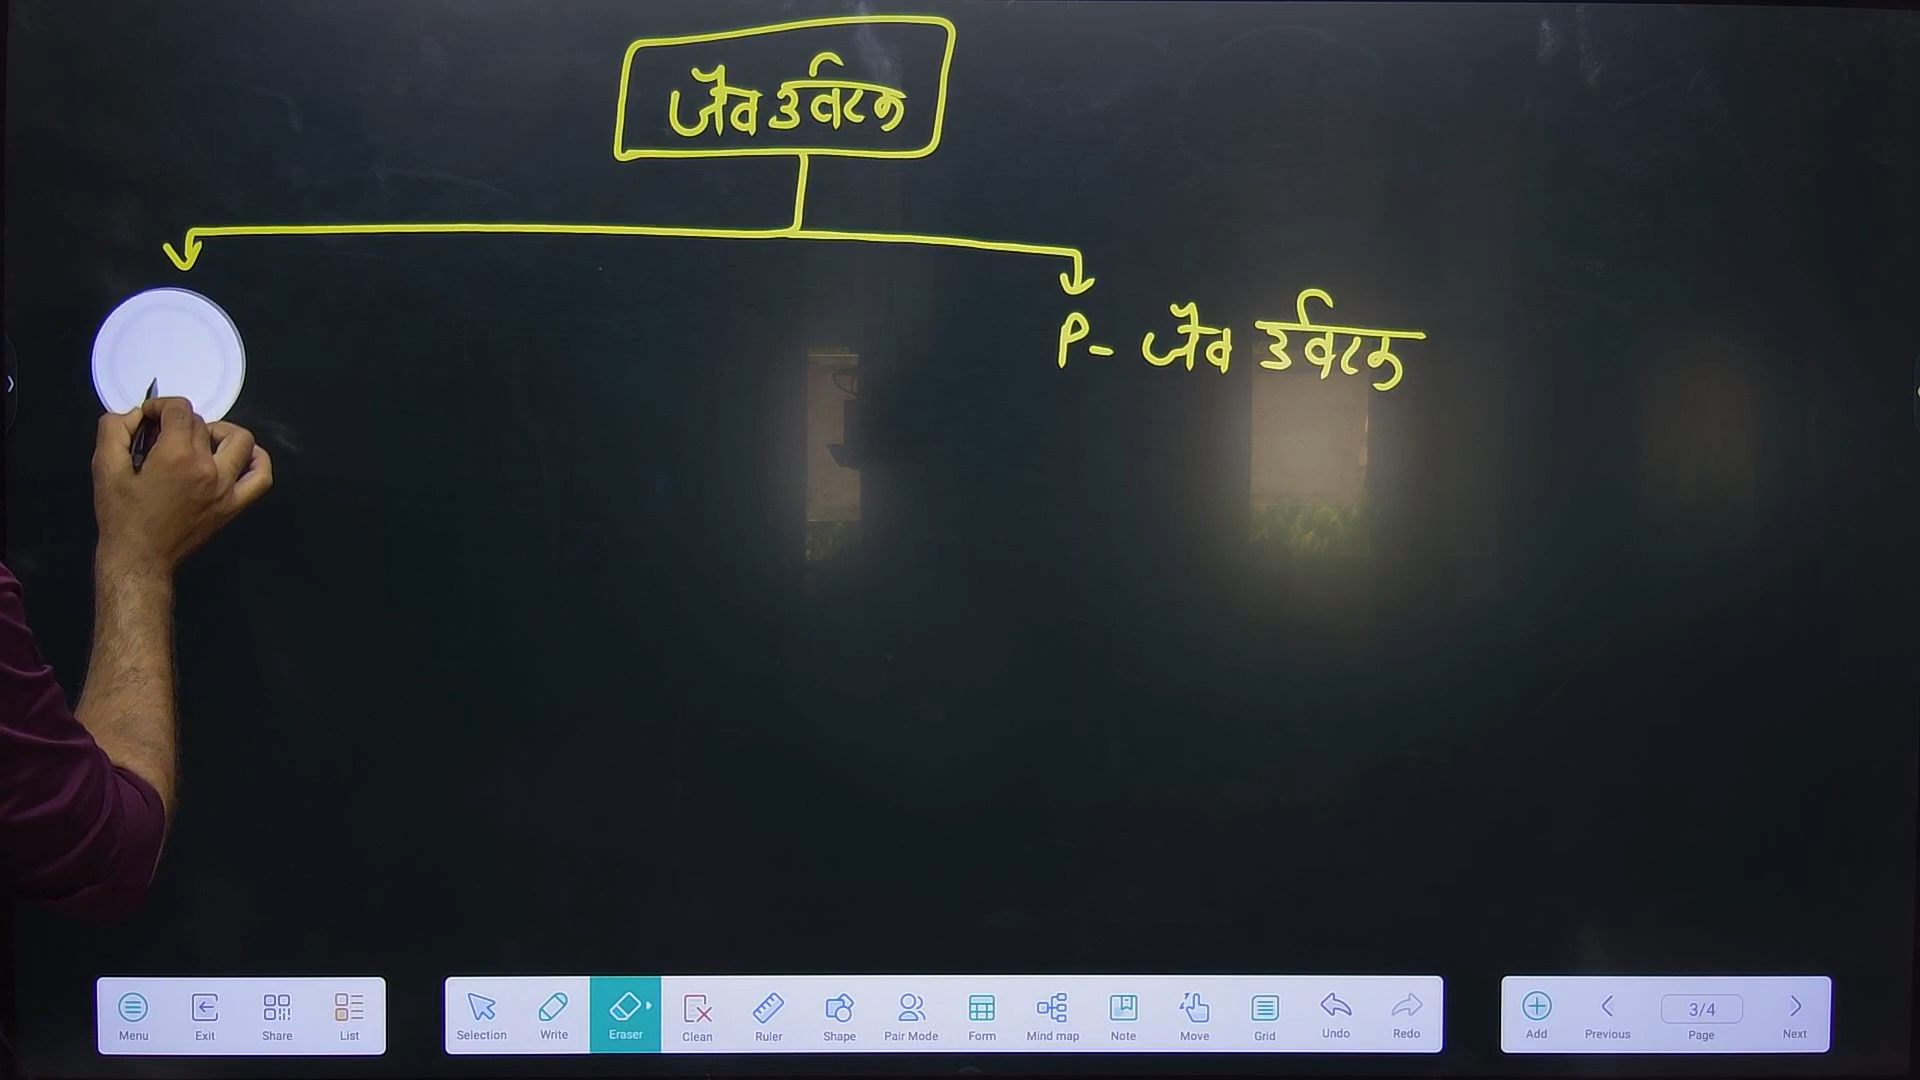 जैव उर्वरक
P- जैव उर्वरक
Menu Exit Share List Selection Write Eraser Clean Ruler Shape Pair Mode Form Mind map Note Move Grid Undo Redo Add Previous 3/4 Page Next